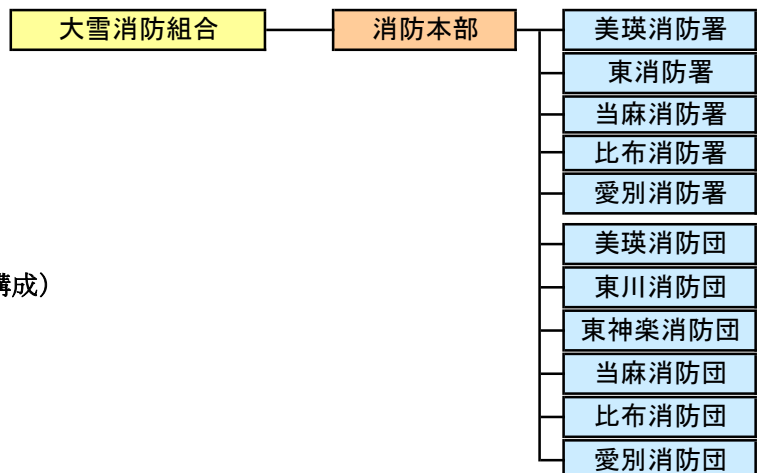 大雪消防組合
消防本部
美瑛消防署
東消防署
当麻消防署
比布消防署
愛別消防署
美瑛消防団
東川消防団
東神楽消防団
当麻消防団
比布消防団
愛別消防団
構成）